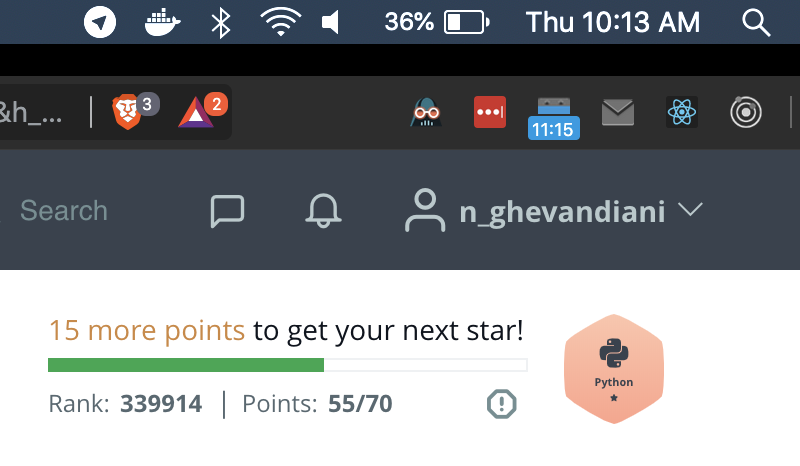 36% Thu 10:13 AM
&h_... 3 2 11:15
Search n_ghevandiani
15 more points to get your next star!
Python
Rank: 339914 | Points: 55/70